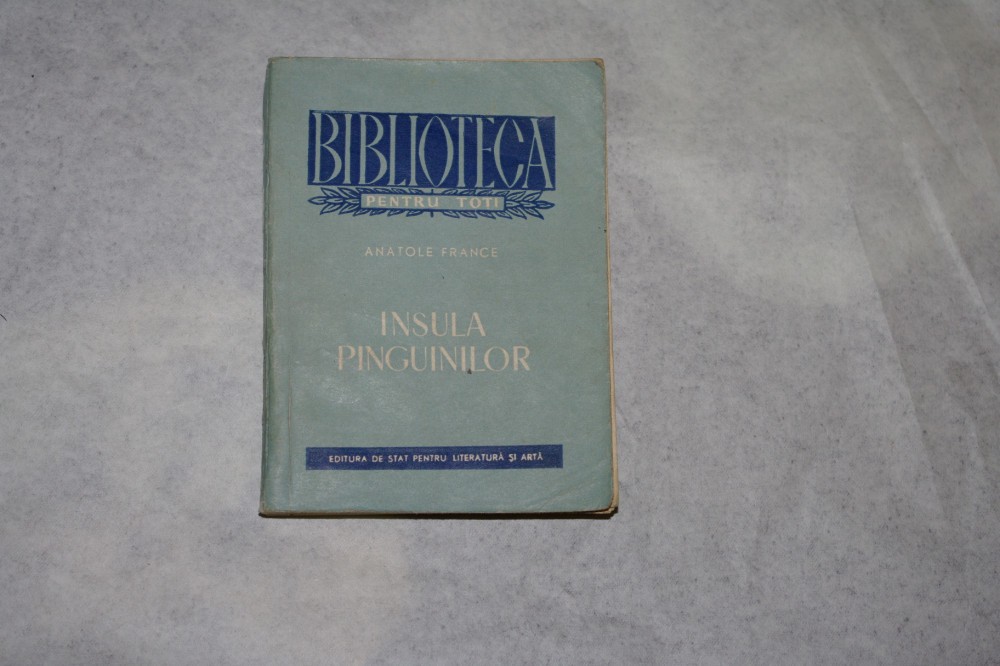 BIBLIOTECA
PENTRU TOTI
ANATOLE FRANCE
INSULA
PINGUINILOR
EDITURA DE STAT PENTRU LITERATURĂ ȘI ARTĂ